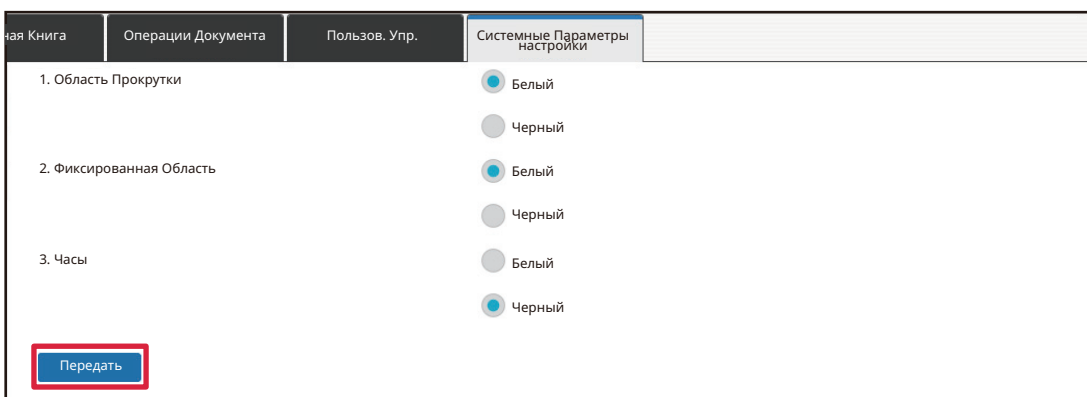 ная Книга
Операции Документа
Пользов. Упр.
Системные Параметры
настройки
1. Область Прокрутки
Белый
Черный
2. Фиксированная Область
Белый
Черный
3. Часы
Белый
Черный
Передать